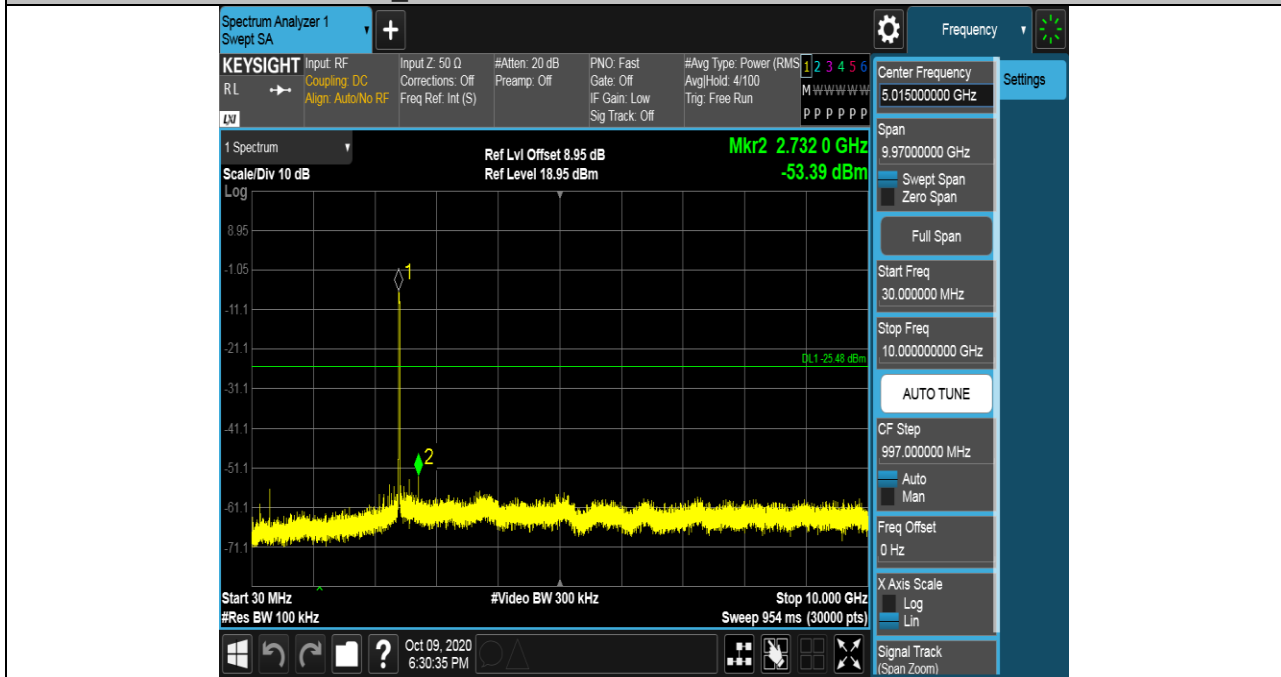 Spectrum Analyzer 1
Swept SA
+
Frequency
KEYSIGHT
RL
LXI
Input: RF
Coupling: DC
Align: Auto/No RF
Input Z: 50 Ω
Corrections: Off
Freq Ref: Int (S)
#Atten: 20 dB
Preamp: Off
PNO: Fast
Gate: Off
IF Gain: Low
Sig Track: Off
#Avg Type: Power (RMS
Avg|Hold: 4/100
Trig: Free Run
1 2 3 4 5 6
M W W W W W
P P P P P P
1 Spectrum
Scale/Div 10 dB
Ref Lvl Offset 8.95 dB
Ref Level 18.95 dBm
Mkr2 2.732 0 GHz
-53.39 dBm
Log
8.95
-1.05
-11.1
-21.1
-31.1
-41.1
-51.1
-61.1
-71.1
1
DL1 -25.48 dBm
2
Start 30 MHz
#Res BW 100 kHz
#Video BW 300 kHz
Stop 10.000 GHz
Sweep 954 ms (30000 pts)
?
Oct 09, 2020
6:30:35 PM
Center Frequency
5.015000000 GHz
Span
9.97000000 GHz
Swept Span
Zero Span
Full Span
Start Freq
30.000000 MHz
Stop Freq
10.000000000 GHz
AUTO TUNE
CF Step
997.000000 MHz
Auto
Man
Freq Offset
0 Hz
X Axis Scale
Log
Lin
Signal Track
(Span Zoom)
Settings